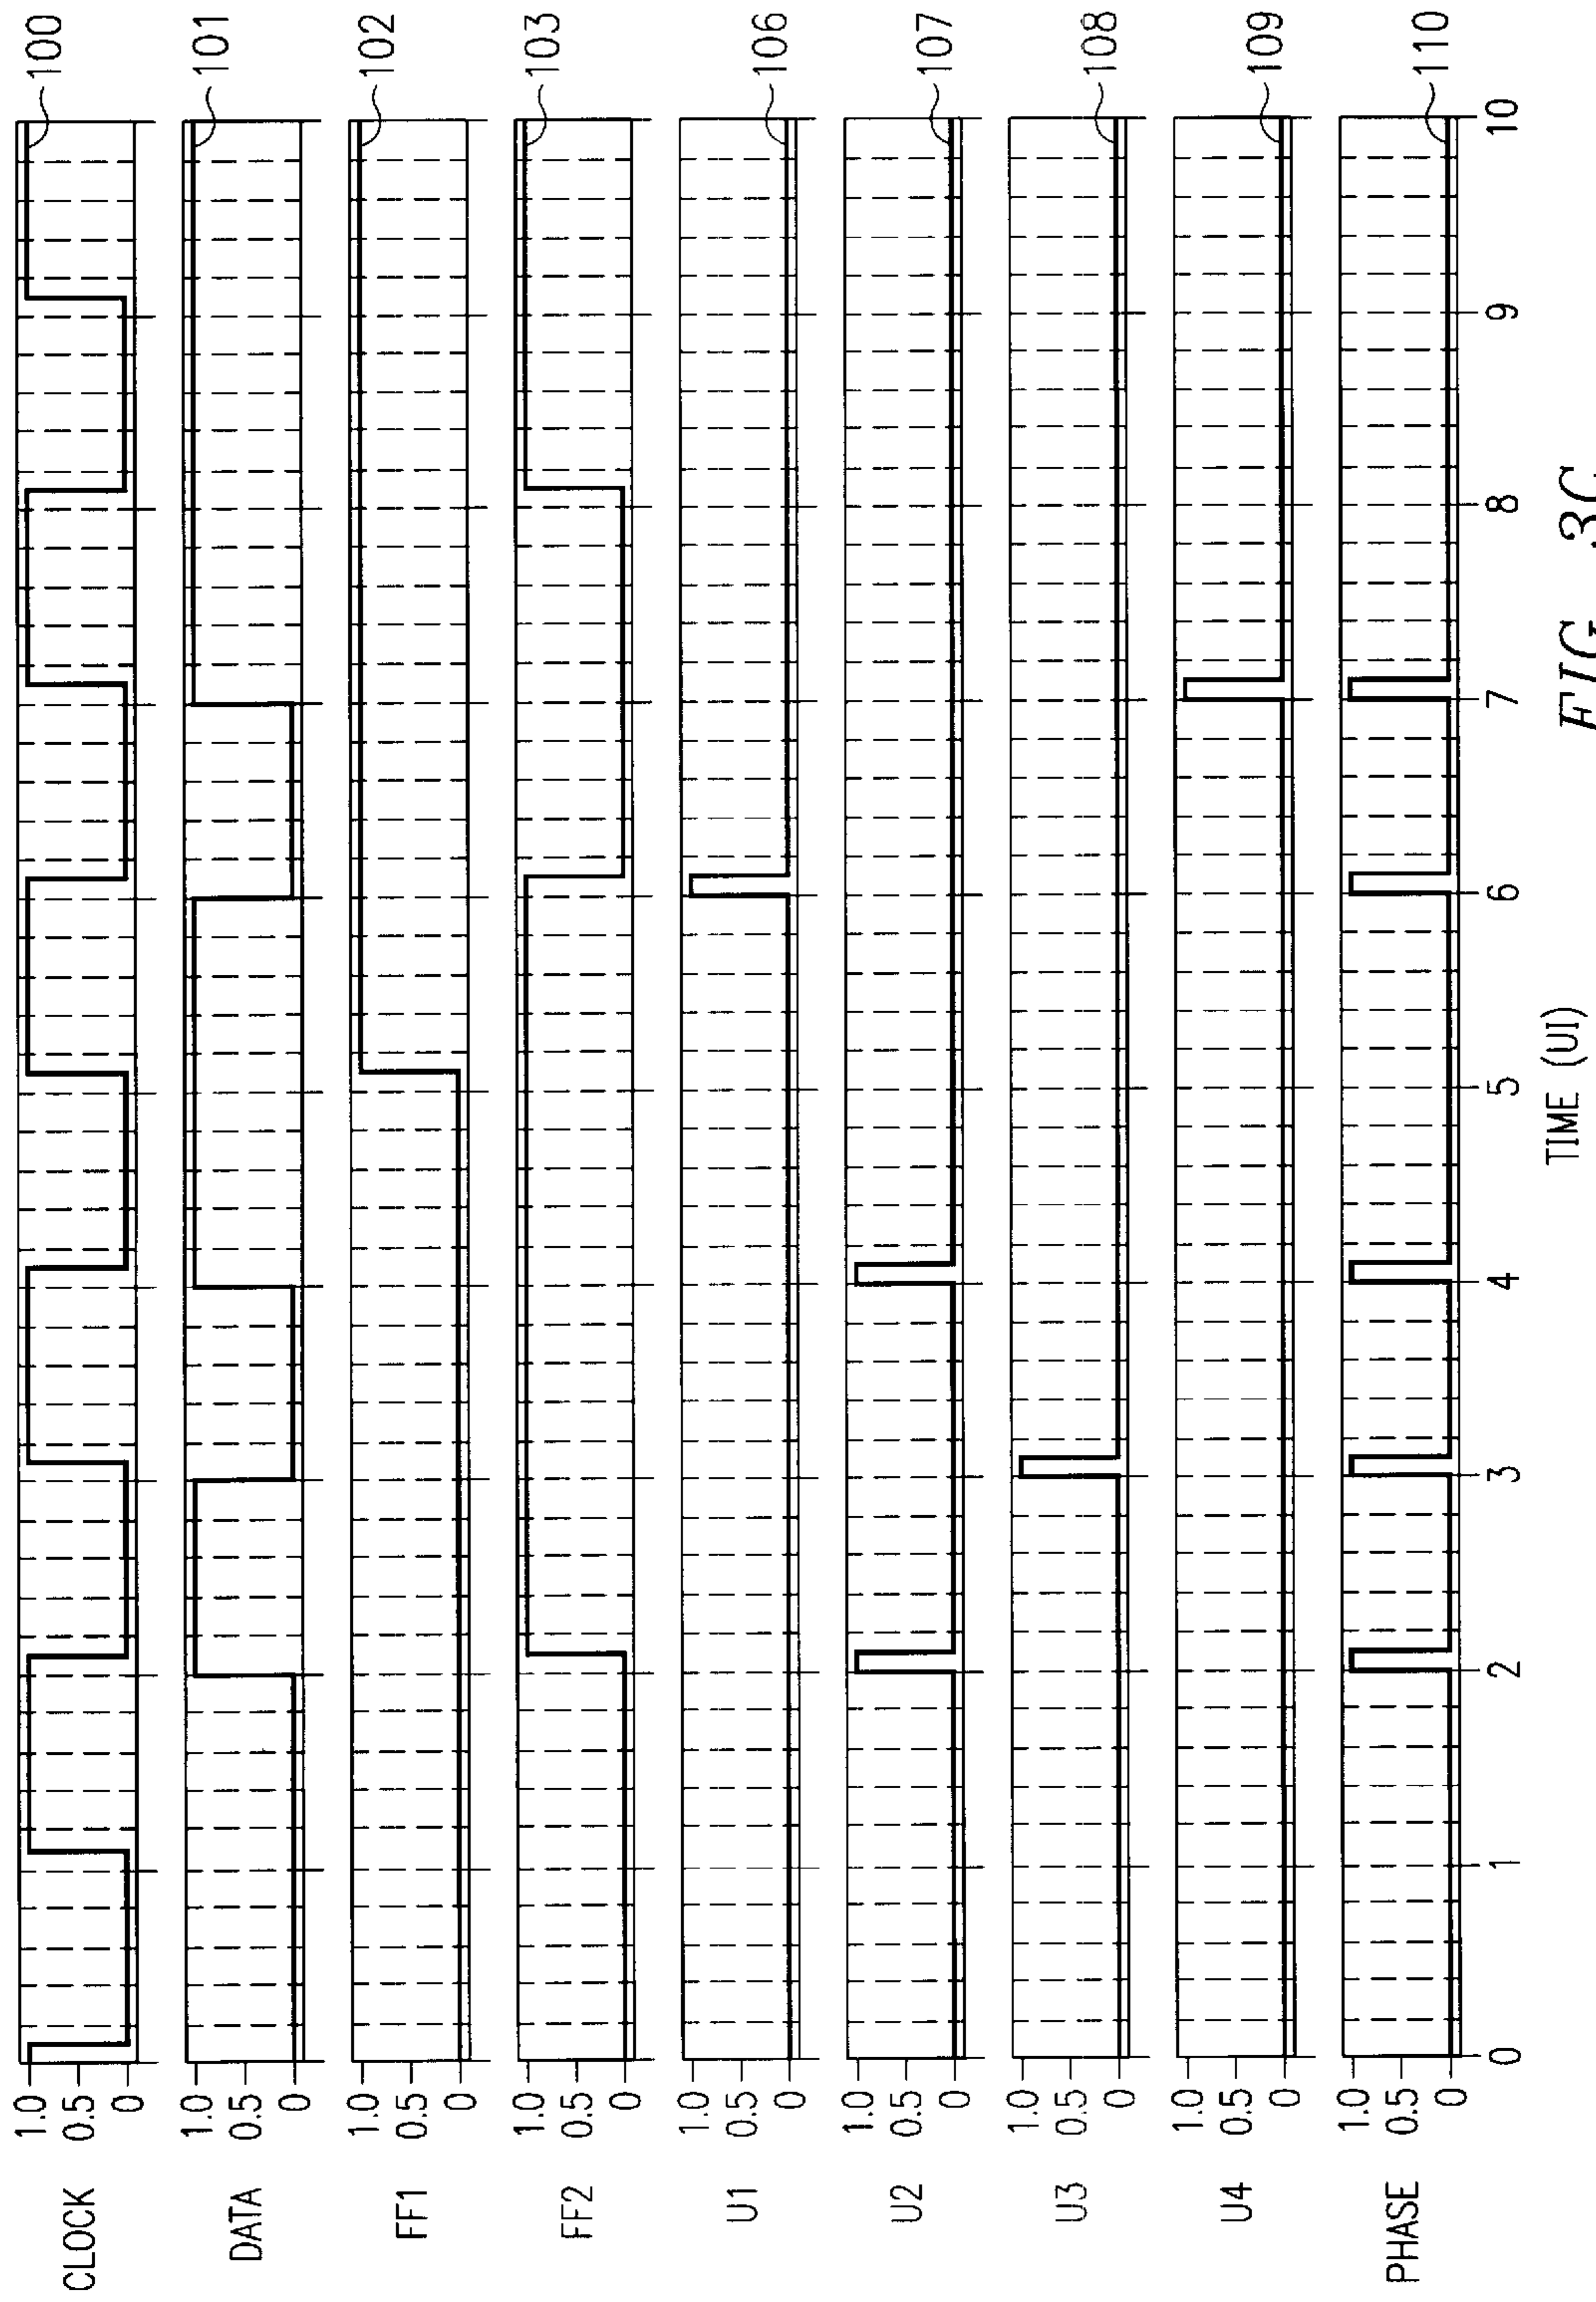 CLOCK 1.0 0.5 0 100
DATA 1.0 0.5 0 101
FF1 1.0 0.5 0 102
FF2 1.0 0.5 0 103
U1 1.0 0.5 0 106
U2 1.0 0.5 0 107
U3 1.0 0.5 0 108
U4 1.0 0.5 0 109
PHASE 1.0 0.5 0 110
0 1 2 3 4 5 6 7 8 9 10
TIME (UI)
FIG. 3C